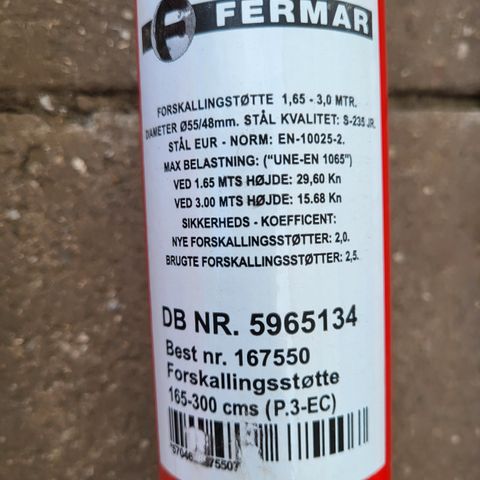 FERMAR
FORSKALLINGSTØTTE 1,65 - 3,0 MTR.
DIAMETER Ø55/48mm. STÅL KVALITET: S-235 JR.
STÅL EUR - NORM: EN-10025-2.
MAX BELASTNING: ("UNE-EN 1065")
VED 1.65 MTS HØJDE: 29,60 Kn
VED 3.00 MTS HØJDE: 15.68 Kn
SIKKERHEDS - KOEFFICENT:
NYE FORSKALLINGSSTØTTER: 2,0.
BRUGTE FORSKALLINGSSTØTTER: 2,5.
DB NR. 5965134
Best nr. 167550
Forskallingsstøtte
165-300 cms (P.3-EC)